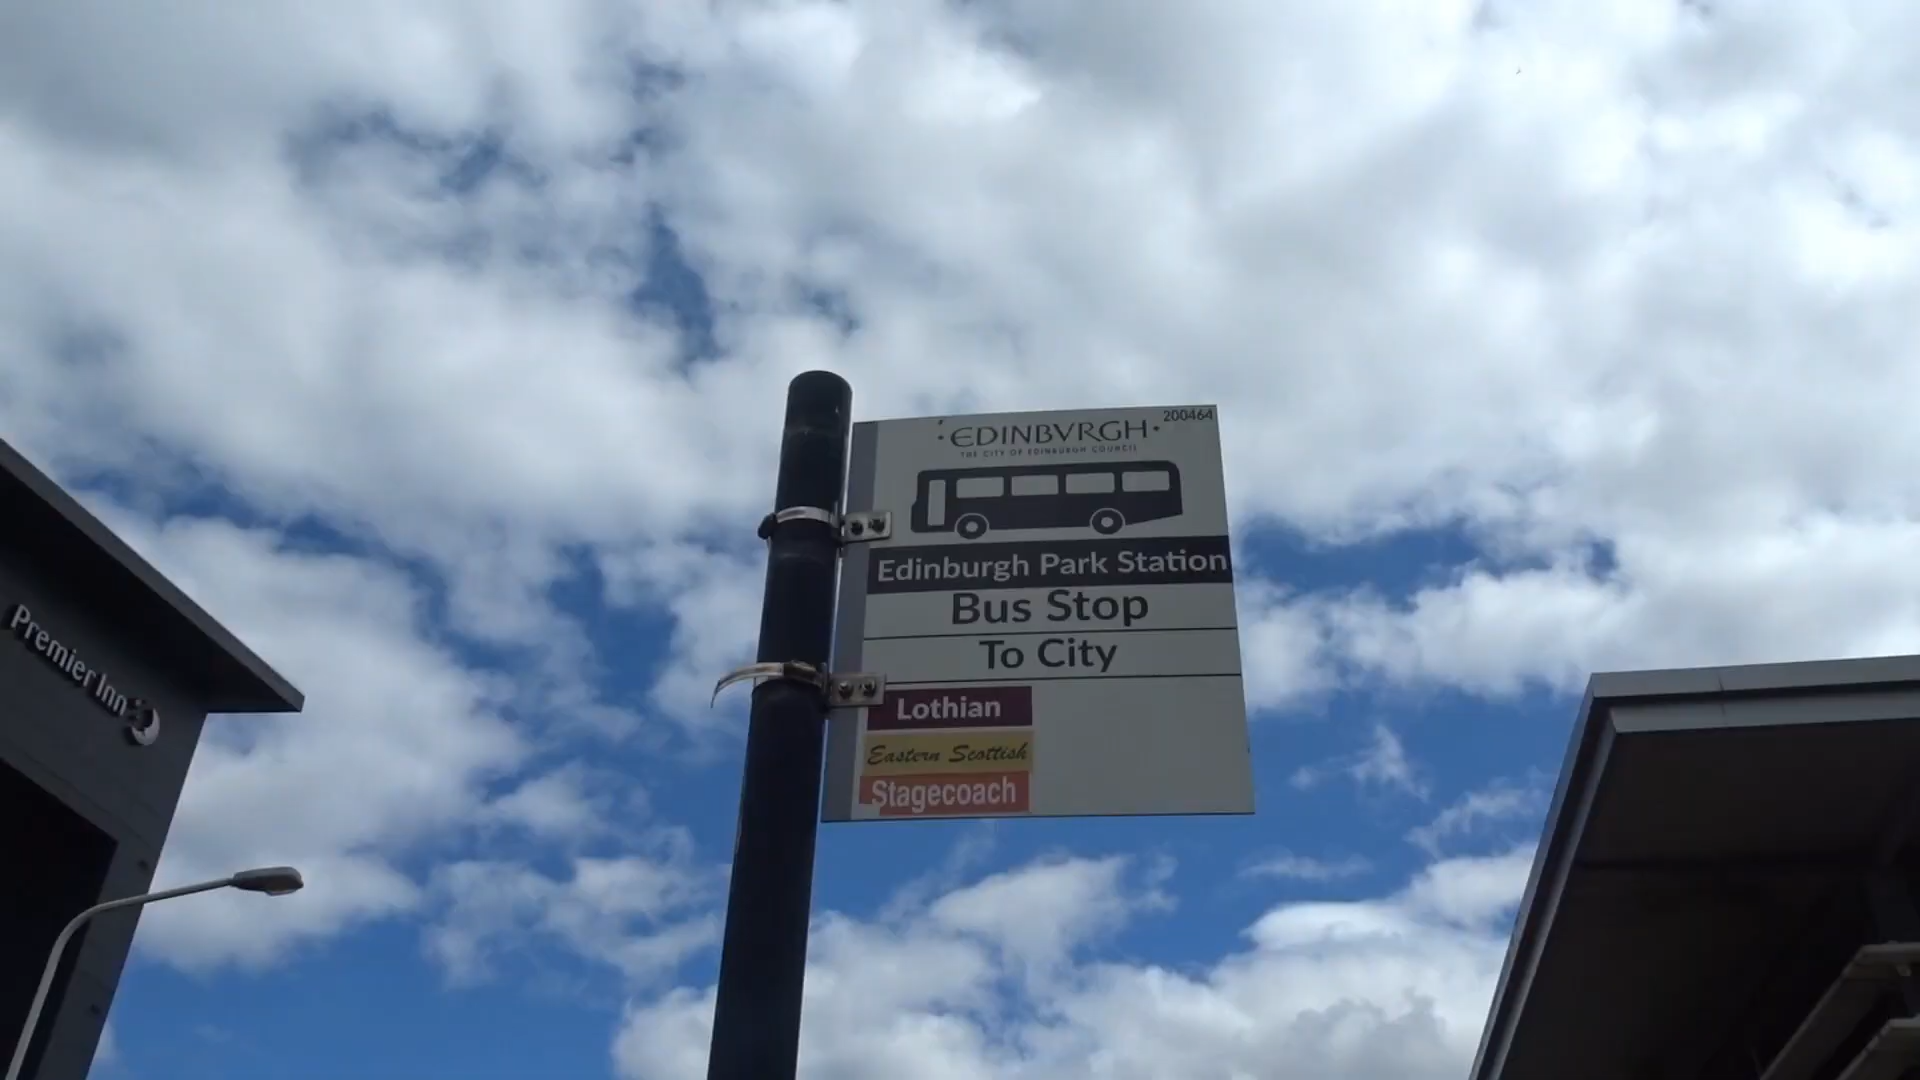 Premier Inn
200464
EDINBVRGH
THE CITY OF EDINBURGH COUNCIL
Edinburgh Park Station
Bus Stop
To City
Lothian
Eastern Scottish
Stagecoach